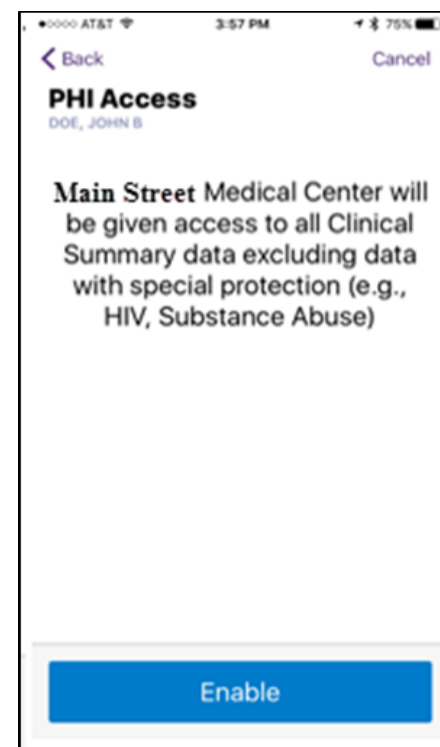 AT&T 3:57 PM 75%
Back Cancel
PHI Access
DOE, JOHN B
Main Street Medical Center will
be given access to all Clinical
Summary data excluding data
with special protection (e.g.,
HIV, Substance Abuse)
Enable